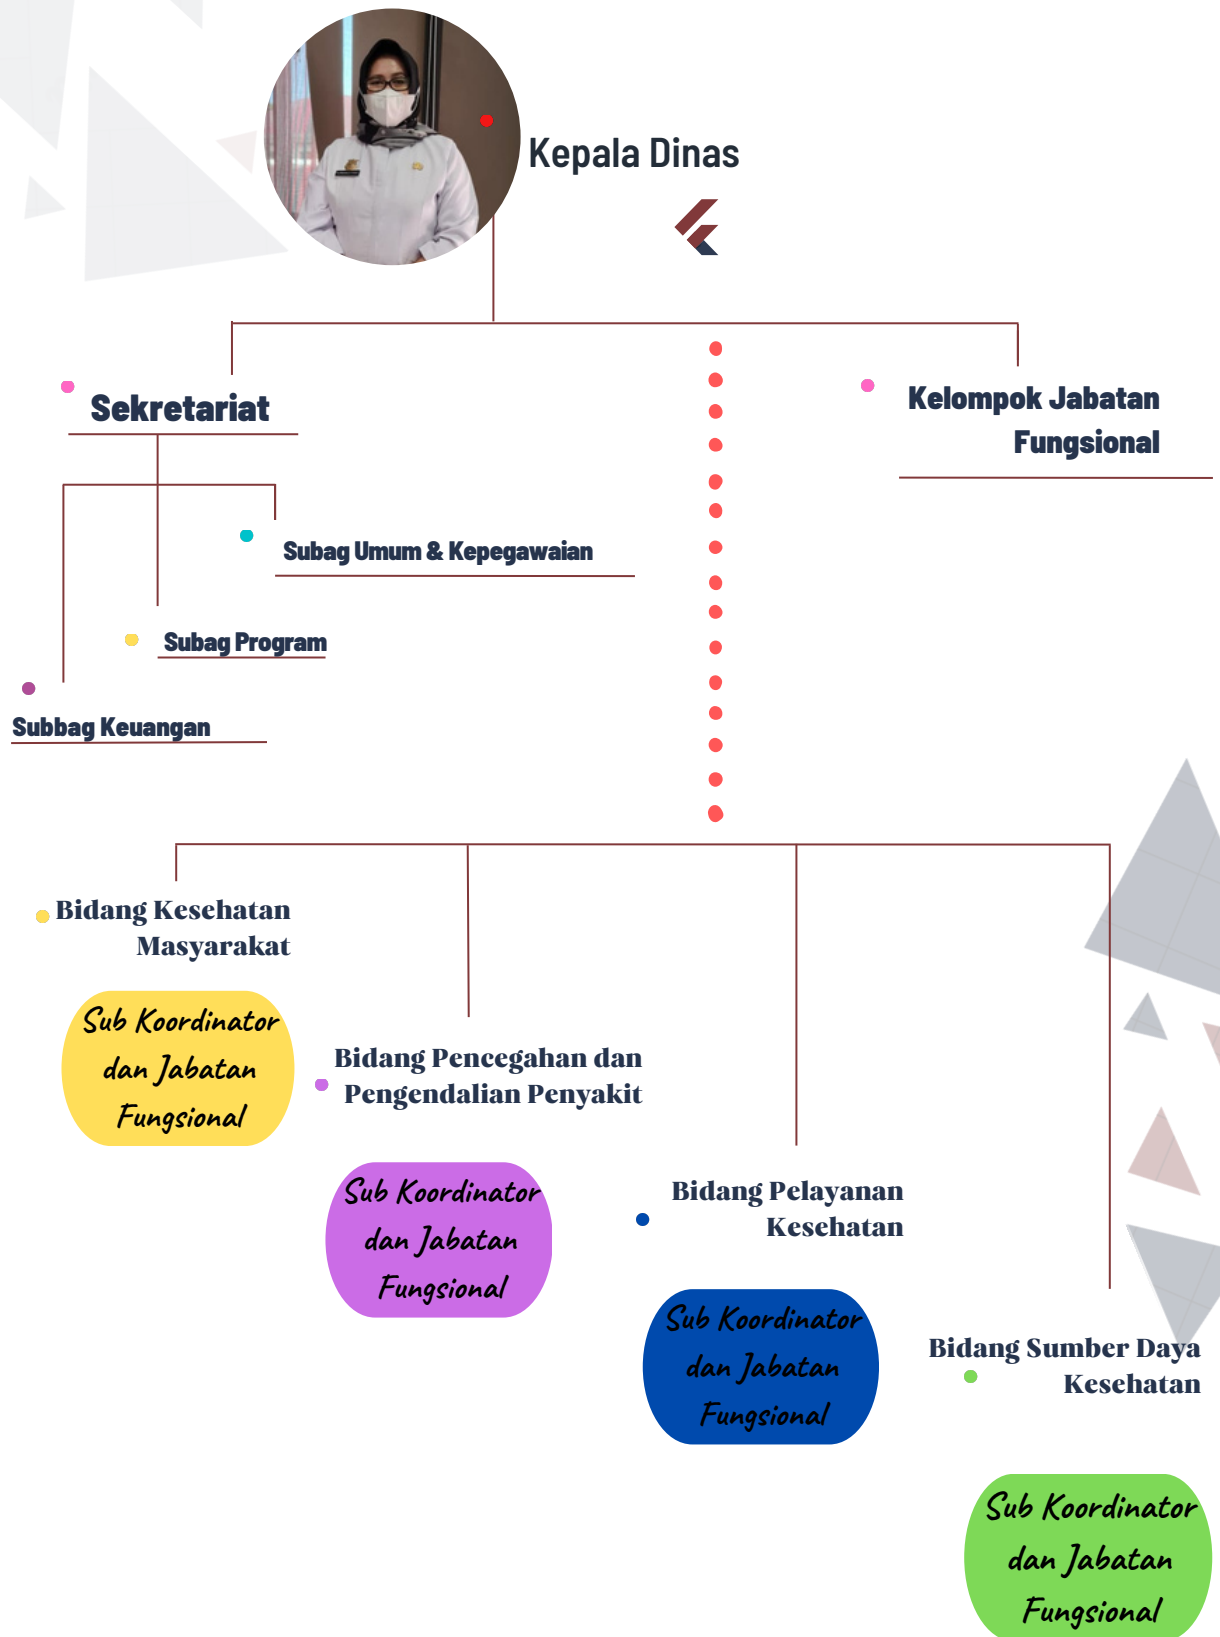 Kepala Dinas
Sekretariat
Kelompok Jabatan
Fungsional
Subag Umum & Kepegawaian
Subag Program
Subbag Keuangan
Bidang Kesehatan
Masyarakat
Sub Koordinator
dan Jabatan
Fungsional
Bidang Pencegahan dan
Pengendalian Penyakit
Sub Koordinator
dan Jabatan
Fungsional
Bidang Pelayanan
Kesehatan
Sub Koordinator
dan Jabatan
Fungsional
Bidang Sumber Daya
Kesehatan
Sub Koordinator
dan Jabatan
Fungsional